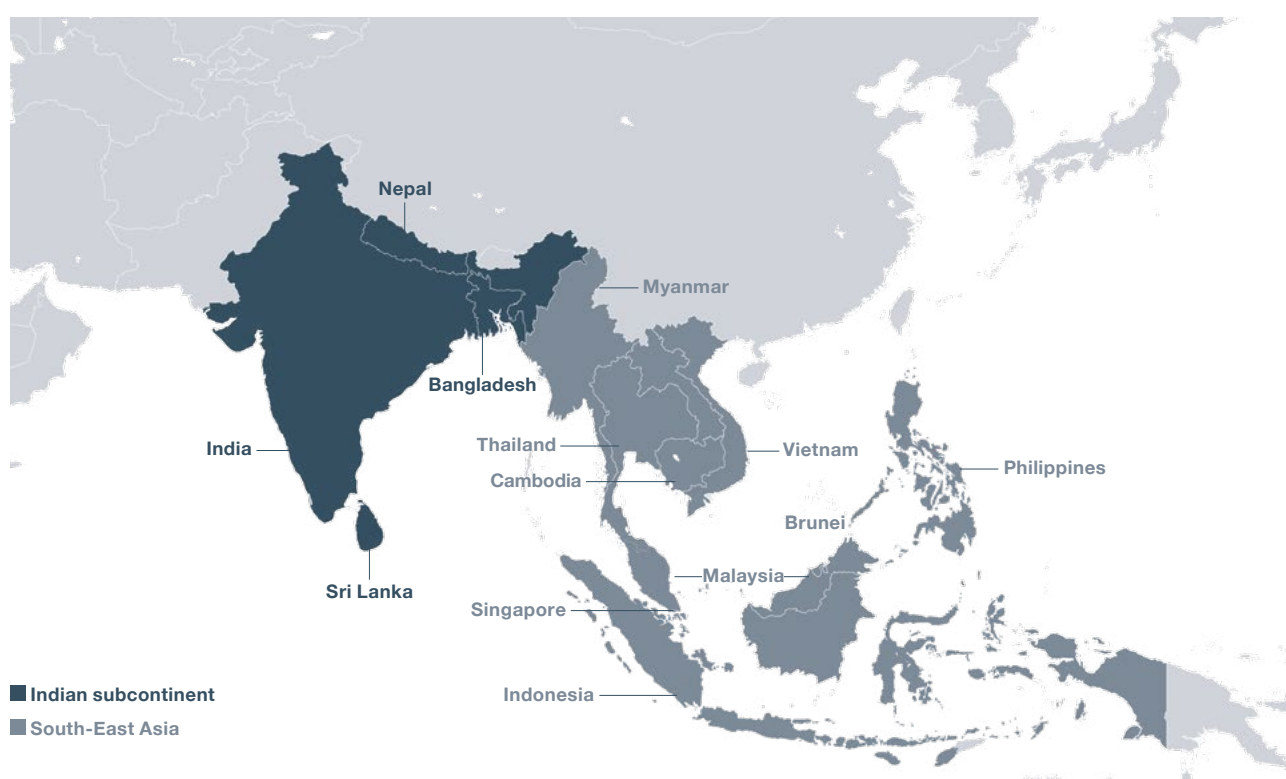 Nepal
Myanmar
Bangladesh
India
Thailand
Vietnam
Cambodia
Philippines
Brunei
Malaysia
Sri Lanka
Singapore
Indian subcontinent
Indonesia
South-East Asia